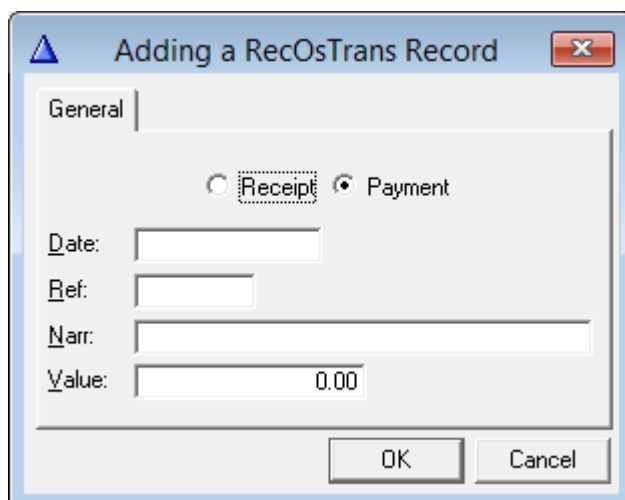 Adding a RecOsTrans Record
General
Receipt Payment
Date:
Ref:
Narr:
Value: 0.00
OK Cancel